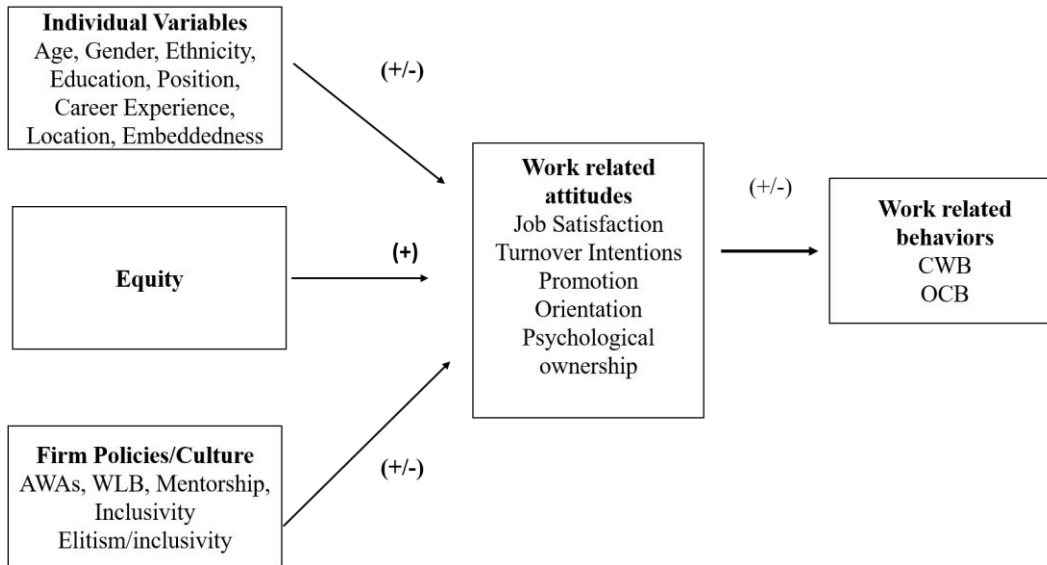 Individual Variables
Age, Gender, Ethnicity,
Education, Position,
Career Experience,
Location, Embeddedness
(+/-)
Equity
(+)
Firm Policies/Culture
AWAs, WLB, Mentorship,
Inclusivity
Elitism/inclusivity
(+/-)
Work related
attitudes
Job Satisfaction
Turnover Intentions
Promotion
Orientation
Psychological
ownership
(+/-)
Work related
behaviors
CWB
OCB